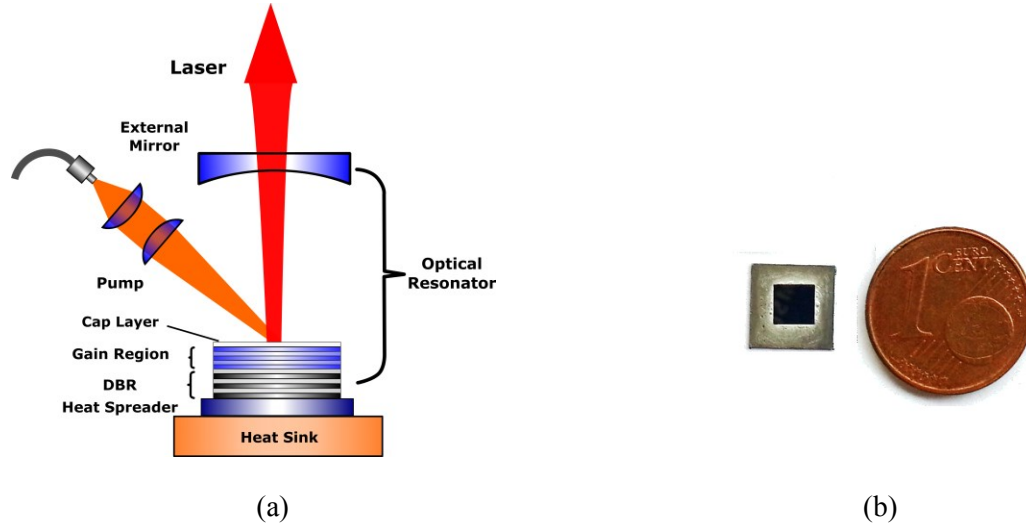 Laser
External
Mirror
Pump
Optical
Resonator
Cap Layer
Gain Region
DBR
Heat Spreader
Heat Sink
1
EURO
CENT
(a)
(b)